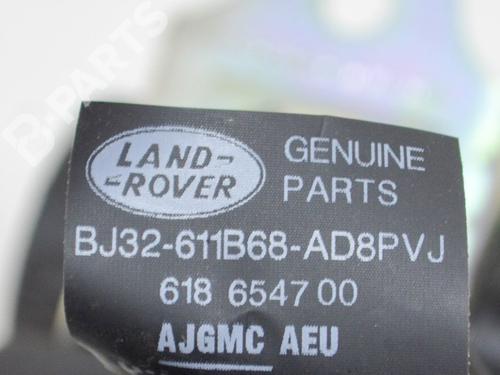 B-PARTS
LAND-
-ROVER
GENUINE
PARTS
BJ32-611B68-AD8PVJ
618 6547 00
AJGMC AEU